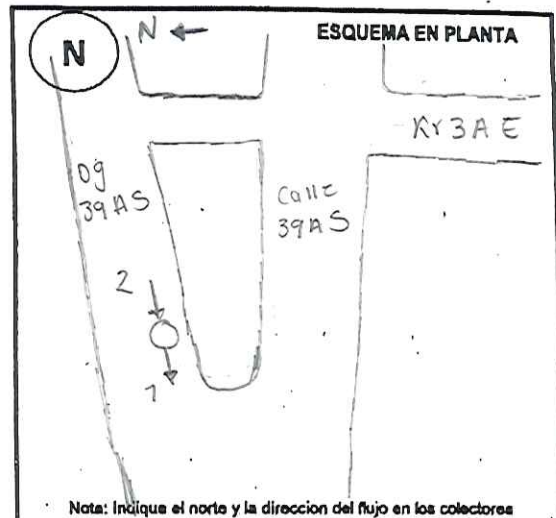 ESQUEMA EN PLANTA
N
N
Kr 3A E
Dg
39AS
Calle
39AS
2
1
Nota: Indique el norte y la direccion del flujo en los colectores